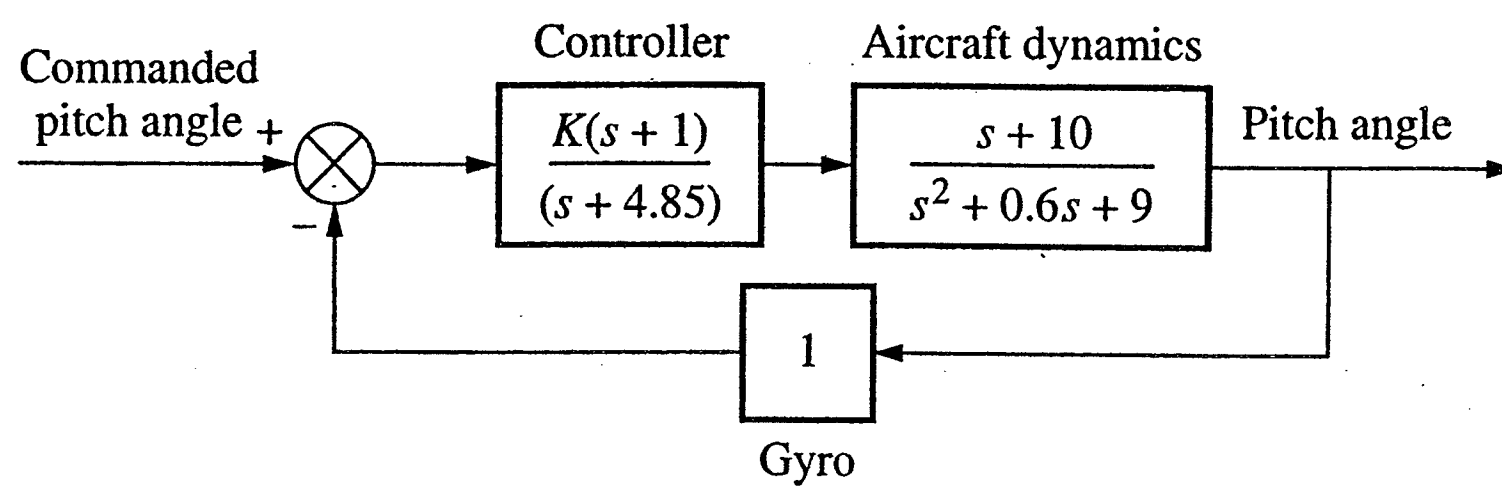 Commanded
pitch angle +
−
Controller
K(s + 1)
(s + 4.85)
Aircraft dynamics
s + 10
s² + 0.6s + 9
Pitch angle
1
Gyro